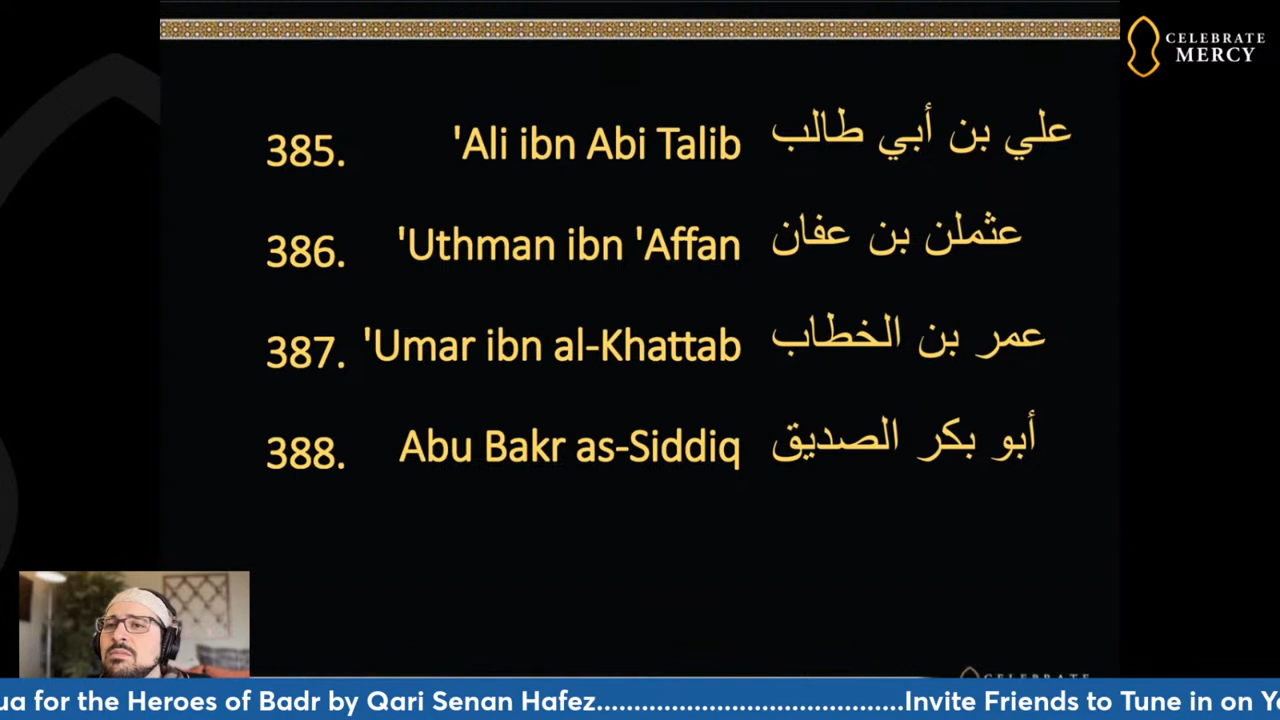 CELEBRATE
MERCY
385. 'Ali ibn Abi Talib علي بن أبي طالب
386. 'Uthman ibn 'Affan عثملن بن عفان
387. 'Umar ibn al-Khattab عمر بن الخطاب
388. Abu Bakr as-Siddiq أبو بكر الصديق
CELEBRATE
for the Heroes of Badr by Qari Senan Hafez.......................................Invite Friends to Tune in on